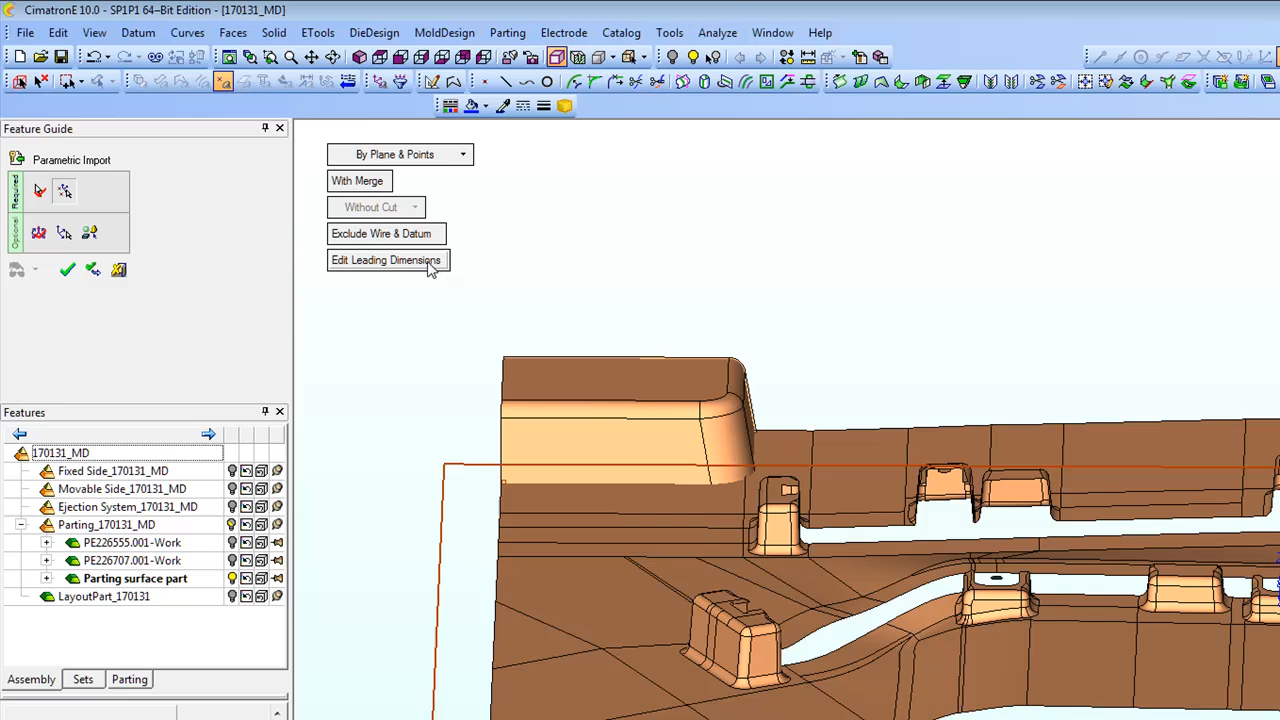 CimatronE 10.0 - SP1P1 64-Bit Edition - [170131_MD]
File Edit View Datum Curves Faces Solid ETools DieDesign MoldDesign Parting Electrode Catalog Tools Analyze Window Help
Feature Guide
Parametric Import
Required
Optional
By Plane & Points
With Merge
Without Cut
Exclude Wire & Datum
Edit Leading Dimensions
Features
170131_MD
Fixed Side_170131_MD
Movable Side_170131_MD
Ejection System_170131_MD
Parting_170131_MD
PE226555.001-Work
PE226707.001-Work
Parting surface part
LayoutPart_170131
Assembly Sets Parting